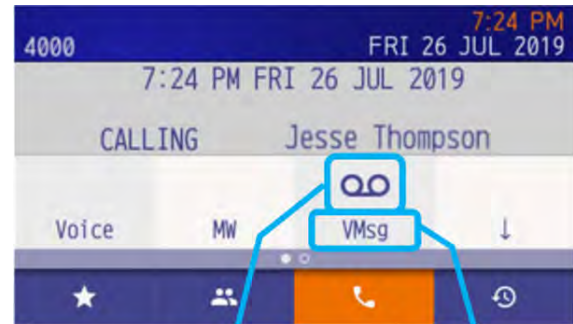 7:24 PM
4000 FRI 26 JUL 2019
7:24 PM FRI 26 JUL 2019
CALLING Jesse Thompson
Voice MW VMsg ↓